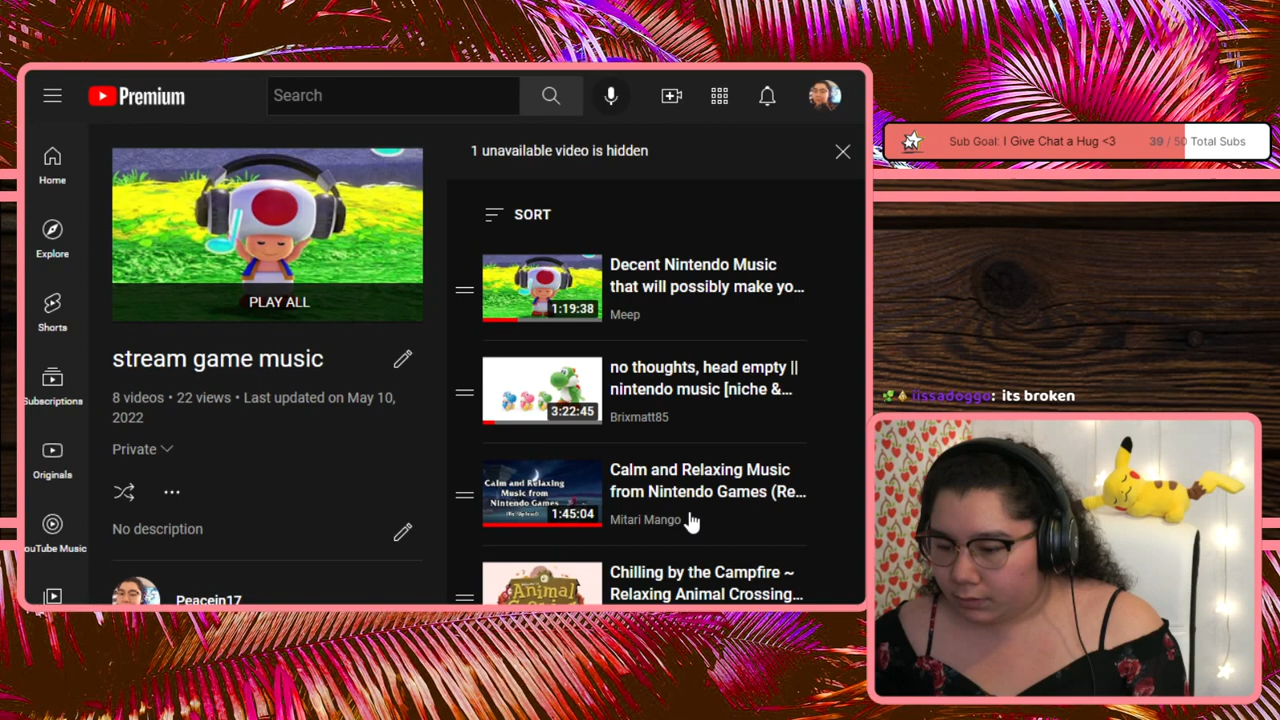 Premium
Search
Home
Explore
Shorts
Subscriptions
Originals
YouTube Music
PLAY ALL
stream game music
8 videos • 22 views • Last updated on May 10,
2022
Private
No description
Peacein17
1 unavailable video is hidden
SORT
Decent Nintendo Music
that will possibly make yo...
Meep
1:19:38
no thoughts, head empty ||
nintendo music [niche &...
Brixmatt85
3:22:45
Calm and Relaxing Music
from Nintendo Games (Re...
Mitari Mango
Calm and Relaxing
Music from
Nintendo Games
(Re-Upload)
1:45:04
Chilling by the Campfire ~
Relaxing Animal Crossing...
Animal
Sub Goal: I Give Chat a Hug <3 39 / 50 Total Subs
lissadoggo: its broken